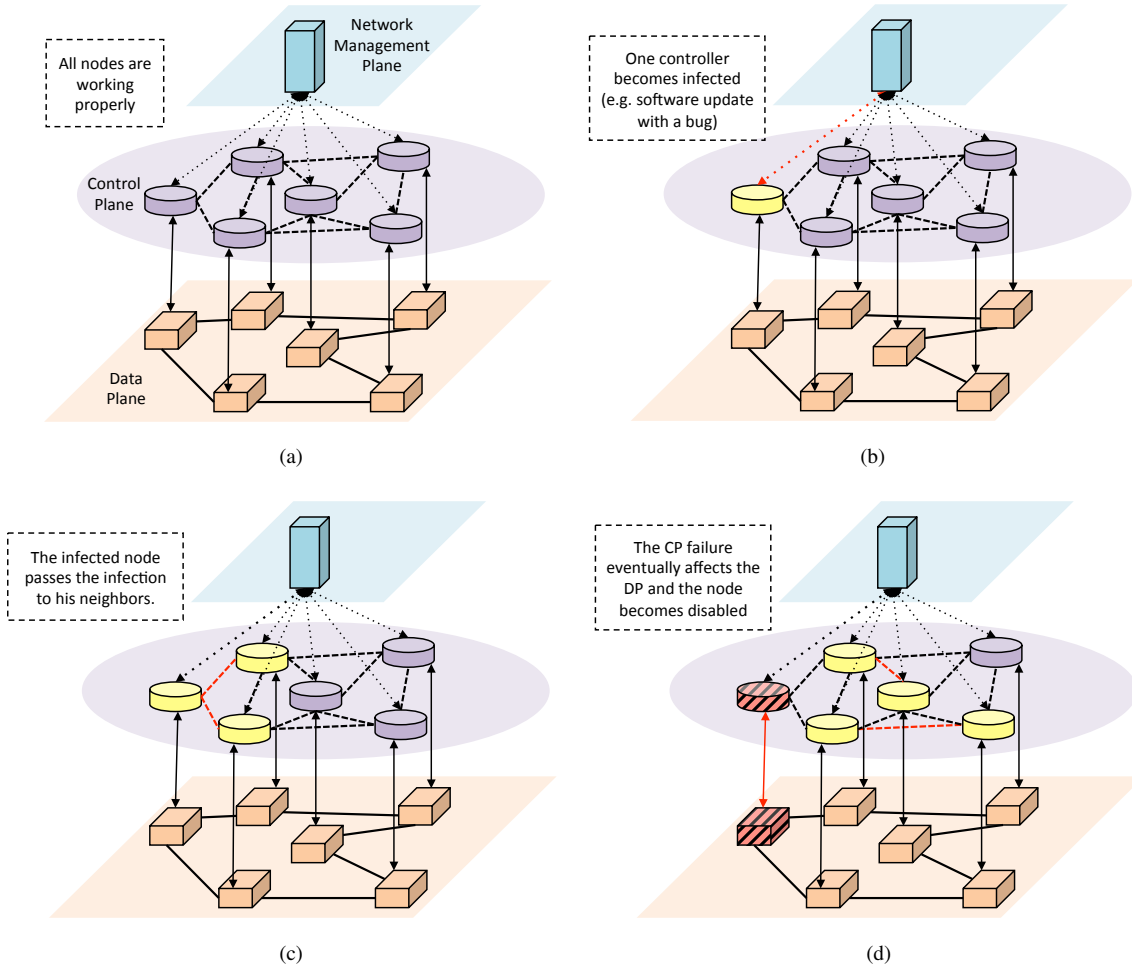 All nodes are
working
properly
Network
Management
Plane
Control
Plane
Data
Plane
(a)
One controller
becomes infected
(e.g. software update
with a bug)
(b)
The infected node
passes the infection
to his neighbors.
(c)
The CP failure
eventually affects the
DP and the node
becomes disabled
(d)